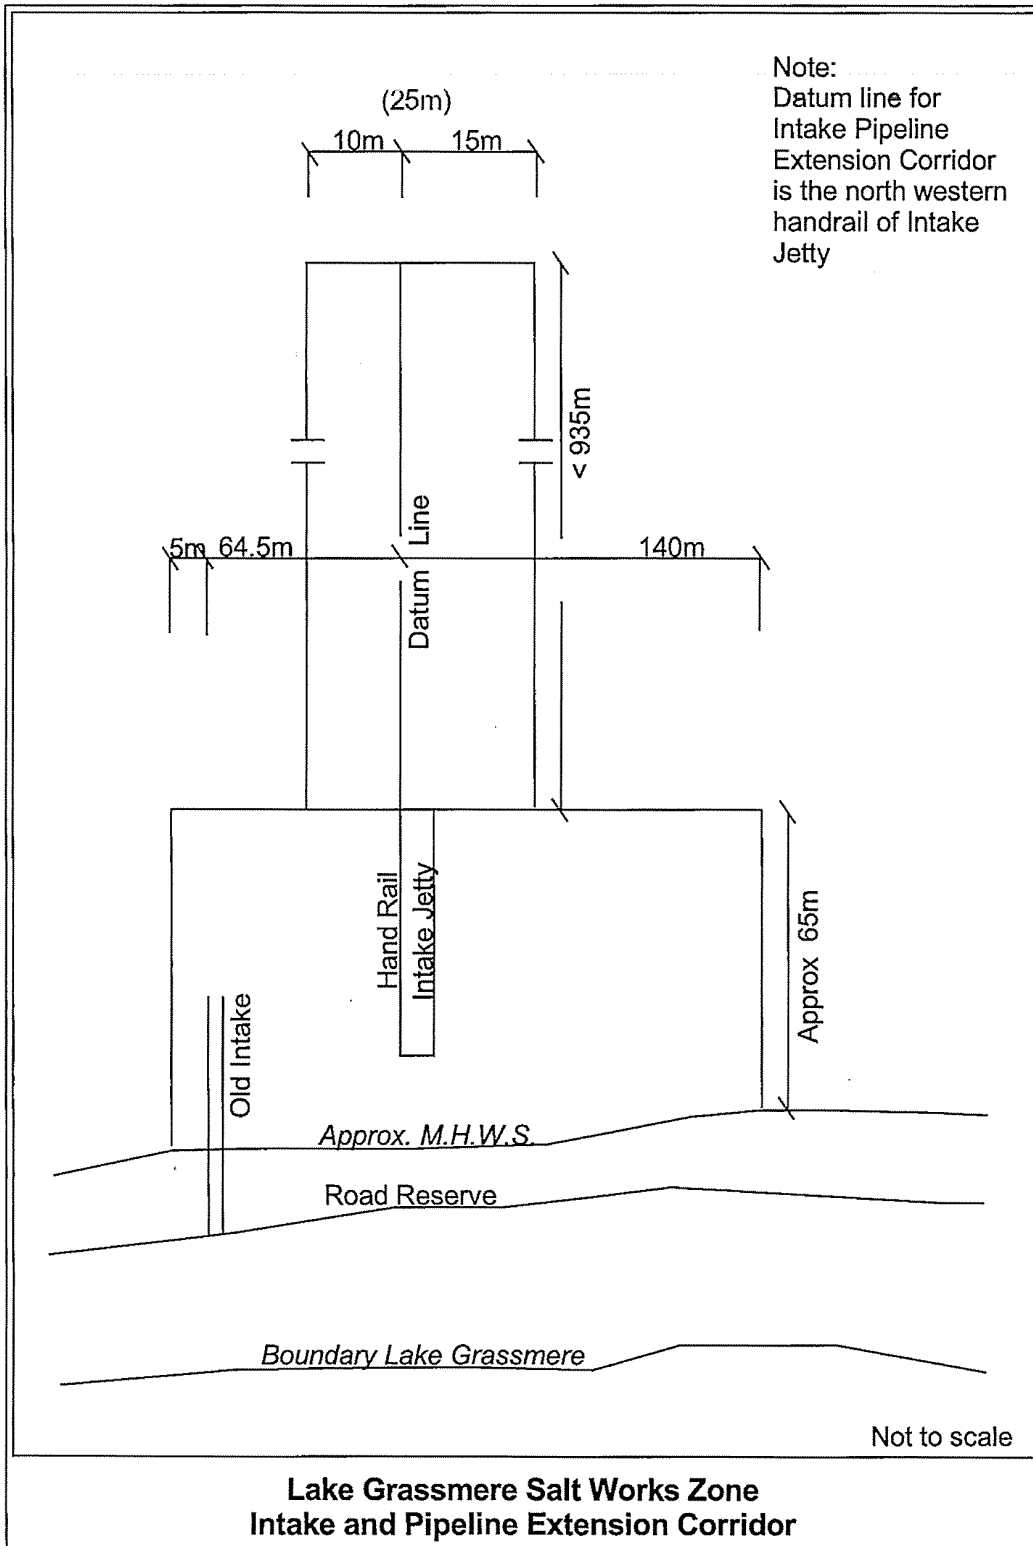 Note:
Datum line for
Intake Pipeline
Extension Corridor
is the north western
handrail of Intake
Jetty
(25m)
10m
15m
< 935m
5m
64.5m
140m
Datum Line
Hand Rail
Intake Jetty
Approx 65m
Old Intake
Approx. M.H.W.S.
Road Reserve
Boundary Lake Grassmere
Not to scale
Lake Grassmere Salt Works Zone
Intake and Pipeline Extension Corridor